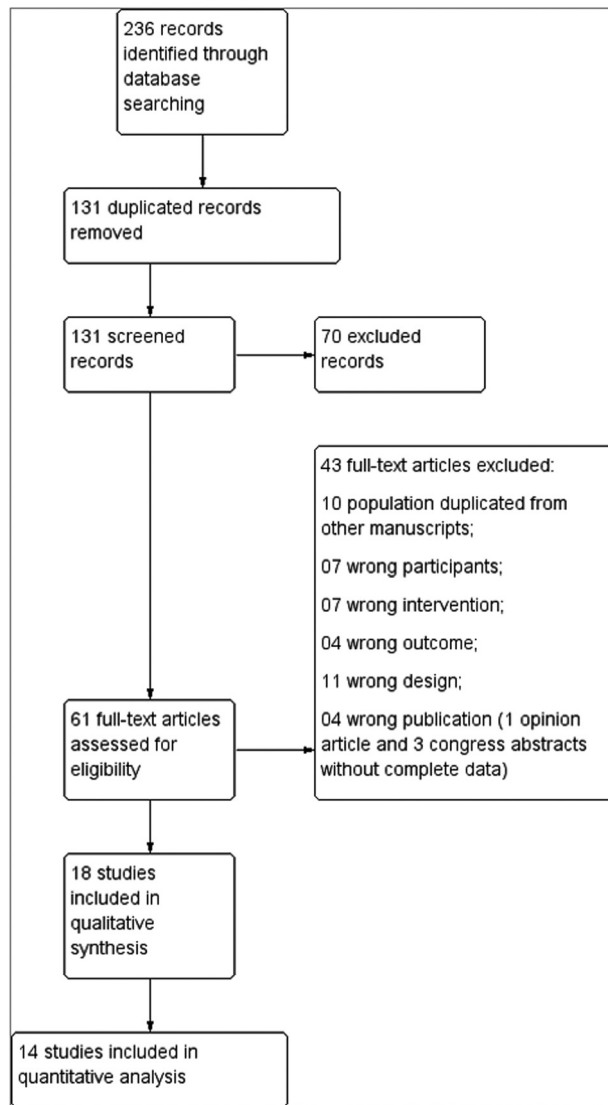 236 records
identified through
database
searching
131 duplicated records
removed
131 screened
records
70 excluded
records
43 full-text articles excluded:
10 population duplicated from
other manuscripts;
07 wrong participants;
07 wrong intervention;
04 wrong outcome;
11 wrong design;
04 wrong publication (1 opinion
article and 3 congress abstracts
without complete data)
61 full-text articles
assessed for
eligibility
18 studies
included in
qualitative
synthesis
14 studies included in
quantitative analysis